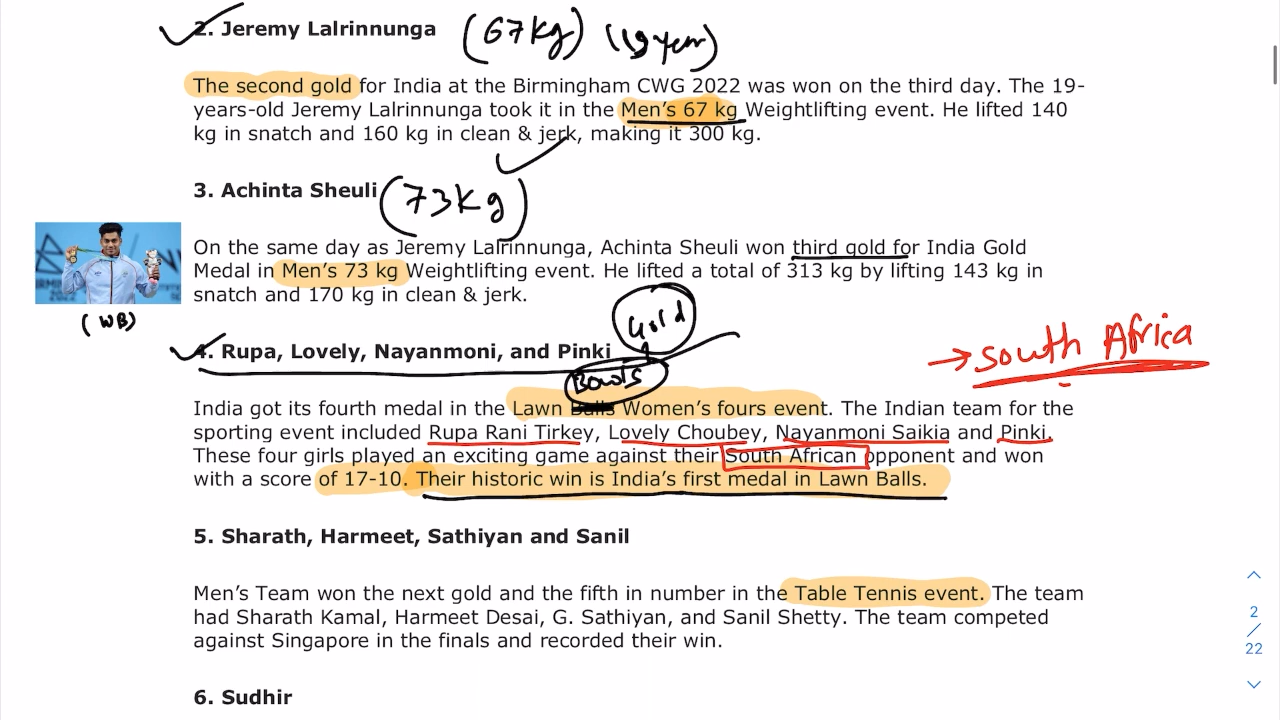 2. Jeremy Lalrinnunga (67kg) (19 year)
The second gold for India at the Birmingham CWG 2022 was won on the third day. The 19-
years-old Jeremy Lalrinnunga took it in the Men's 67 kg Weightlifting event. He lifted 140
kg in snatch and 160 kg in clean & jerk, making it 300 kg.
3. Achinta Sheuli (73kg)
On the same day as Jeremy Lalrinnunga, Achinta Sheuli won third gold for India Gold
Medal in Men's 73 kg Weightlifting event. He lifted a total of 313 kg by lifting 143 kg in
snatch and 170 kg in clean & jerk.
(WB)
Gold
→ South Africa
4. Rupa, Lovely, Nayanmoni, and Pinki
Bowls
India got its fourth medal in the Lawn Balls Women's fours event. The Indian team for the
sporting event included Rupa Rani Tirkey, Lovely Choubey, Nayanmoni Saikia and Pinki.
These four girls played an exciting game against their South African opponent and won
with a score of 17-10. Their historic win is India's first medal in Lawn Balls.
5. Sharath, Harmeet, Sathiyan and Sanil
Men's Team won the next gold and the fifth in number in the Table Tennis event. The team
had Sharath Kamal, Harmeet Desai, G. Sathiyan, and Sanil Shetty. The team competed
against Singapore in the finals and recorded their win.
2
/
22
6. Sudhir